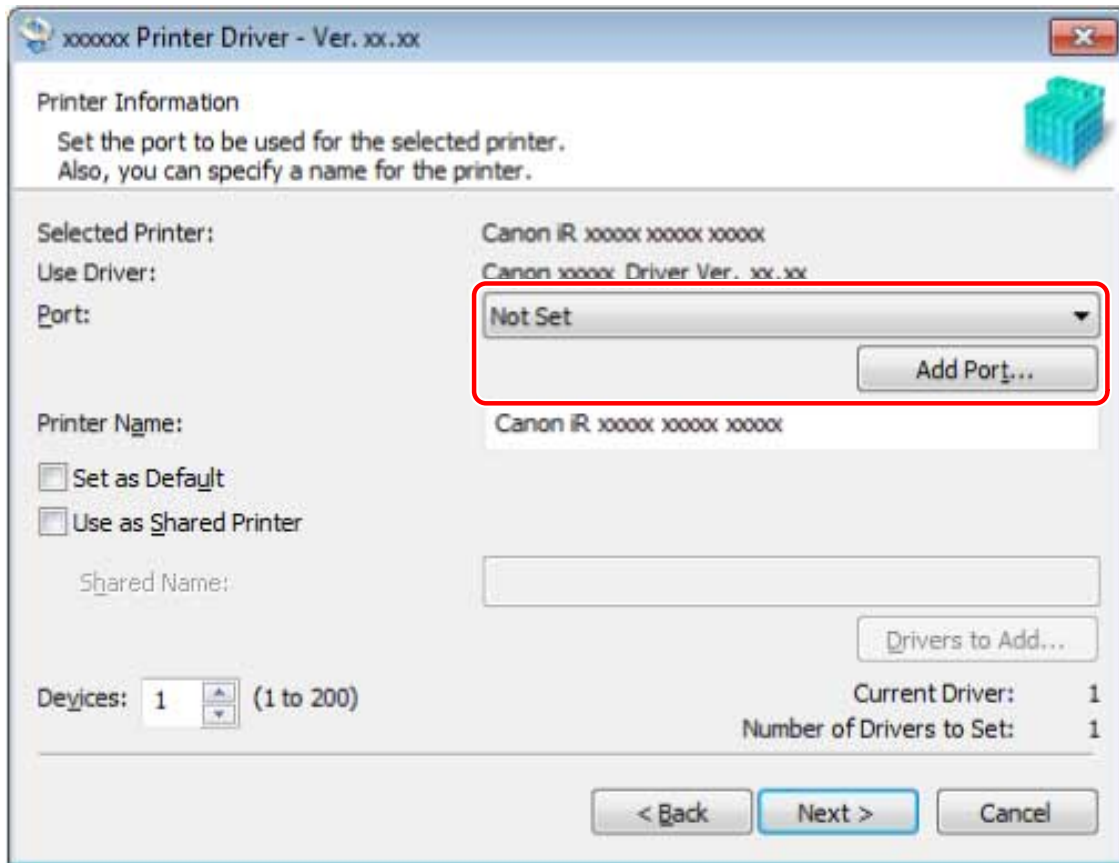 xxxxxx Printer Driver - Ver. xx.xx
Printer Information
Set the port to be used for the selected printer.
Also, you can specify a name for the printer.
Selected Printer: Canon iR xxxxx xxxxx xxxxx
Use Driver: Canon xxxxx Driver Ver. xx.xx
Port: Not Set
Add Port...
Printer Name: Canon iR xxxxx xxxxx xxxxx
Set as Default
Use as Shared Printer
Shared Name:
Drivers to Add...
Devices: 1 (1 to 200) Current Driver: 1
Number of Drivers to Set: 1
< Back Next > Cancel